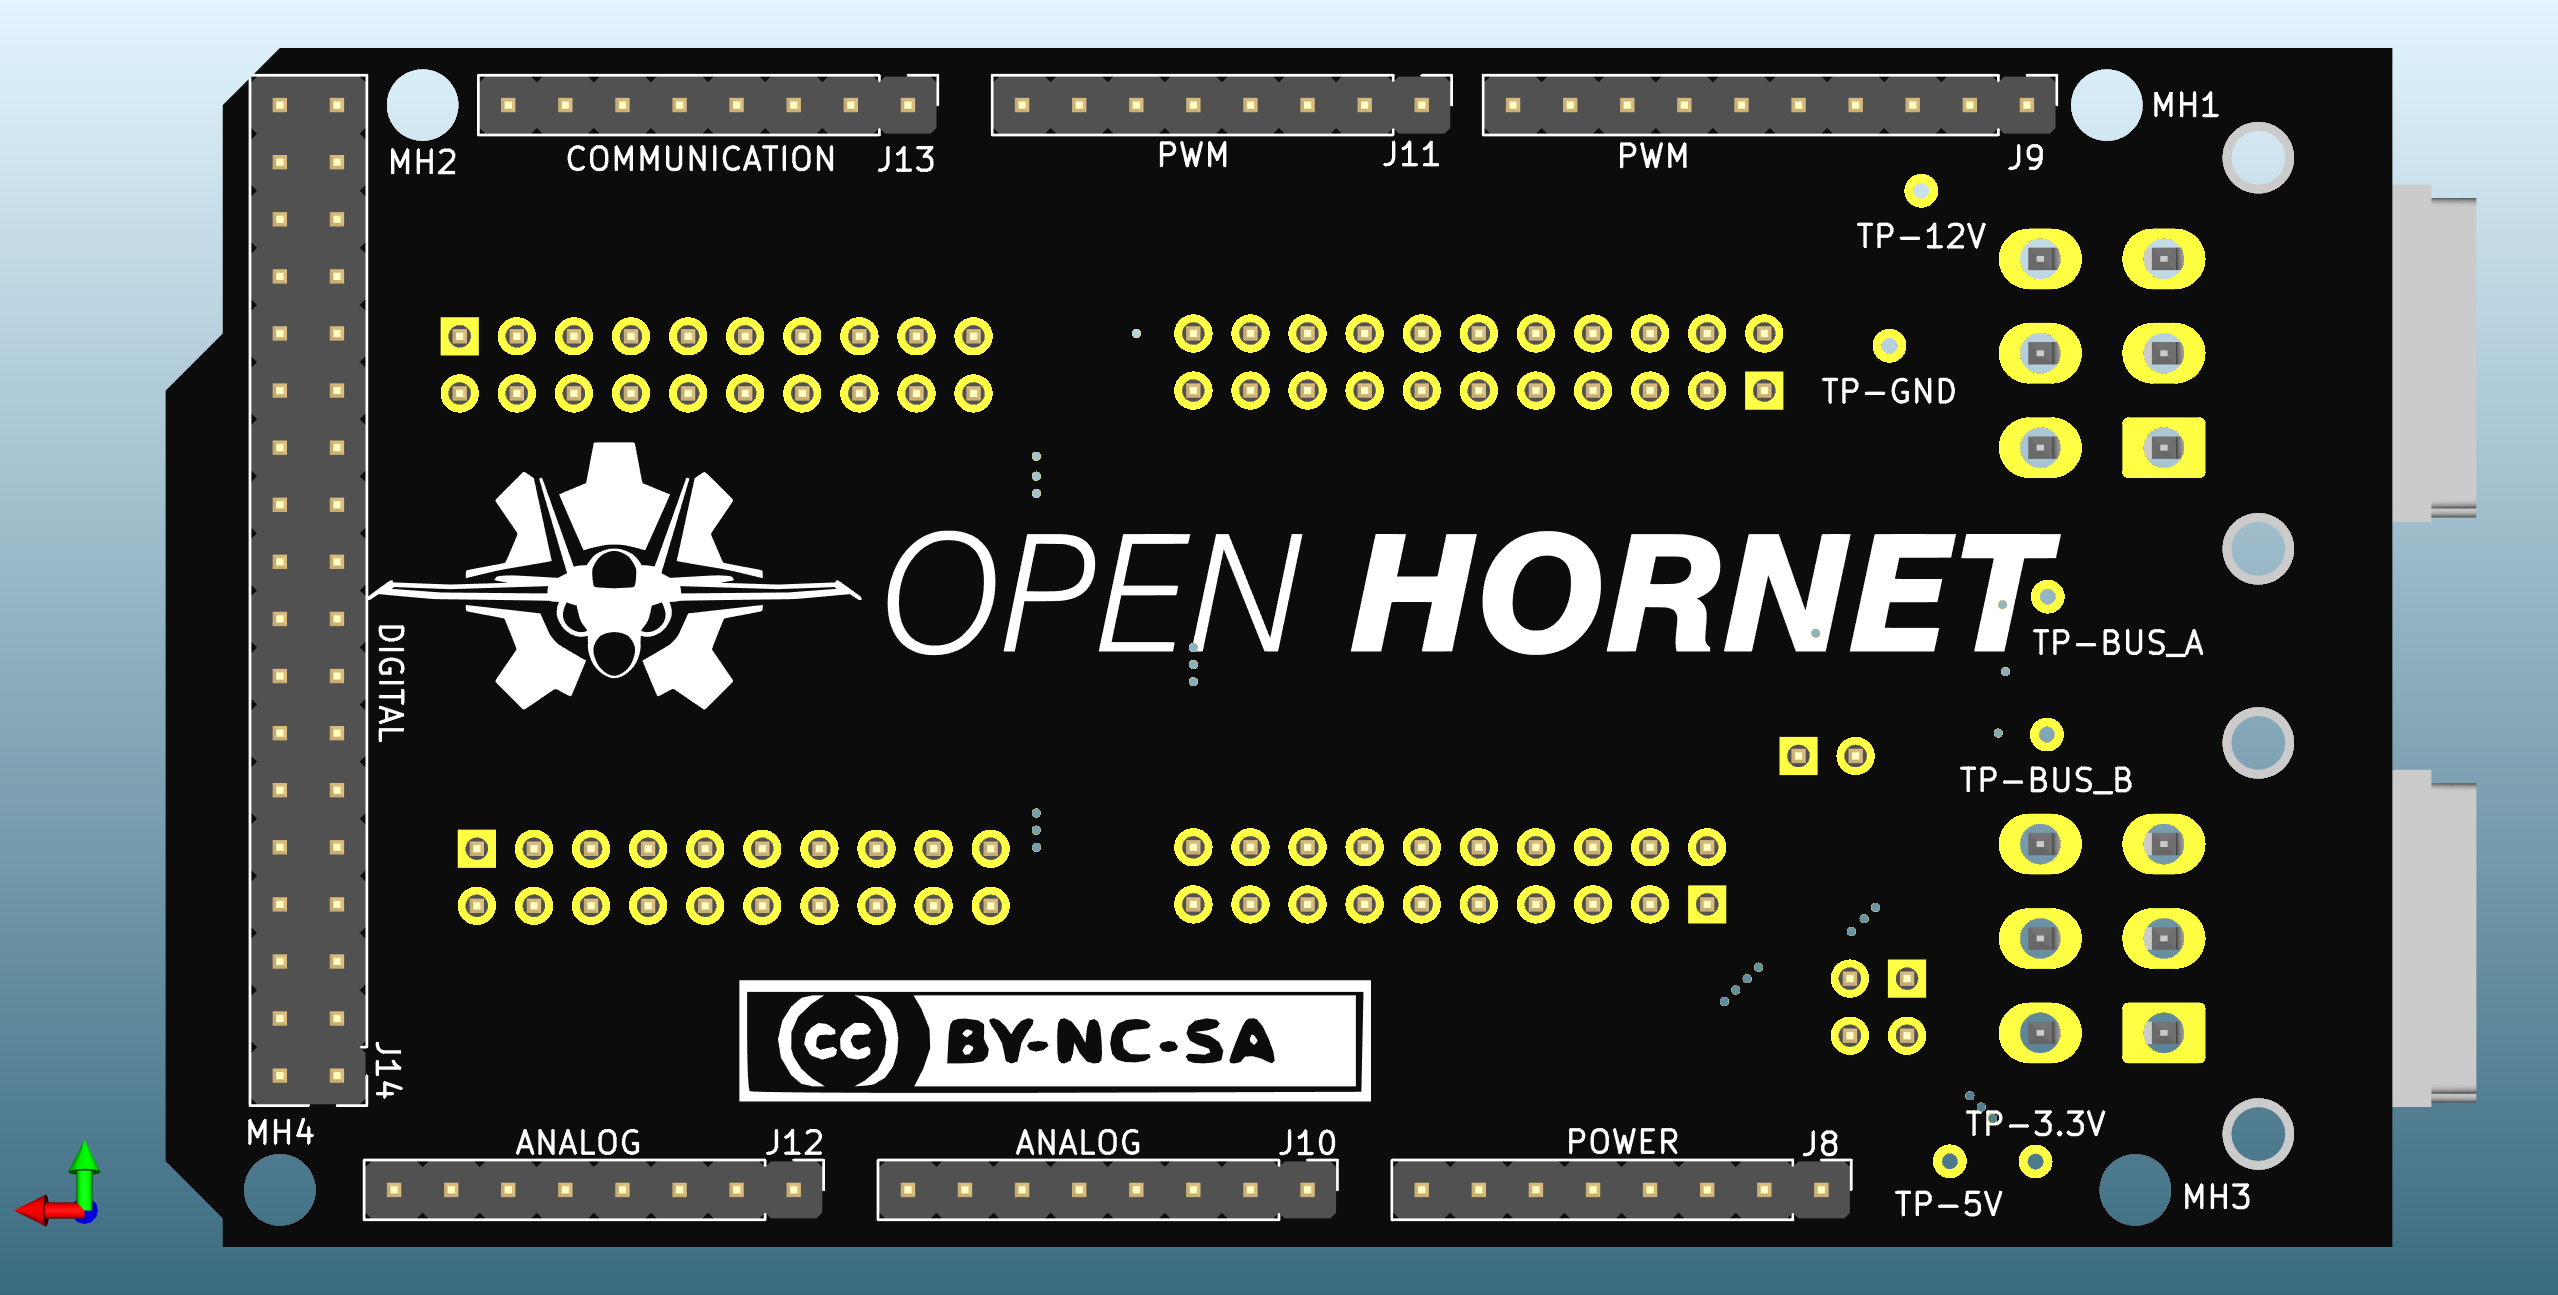 MH1
MH2
COMMUNICATION
J13
PWM
J11
PWM
J9
TP-12V
TP-GND
OPEN HORNET
DIGITAL
TP-BUS_A
TP-BUS_B
cc BY-NC-SA
J14
MH4
ANALOG
J12
ANALOG
J10
POWER
J8
TP-3.3V
TP-5V
MH3